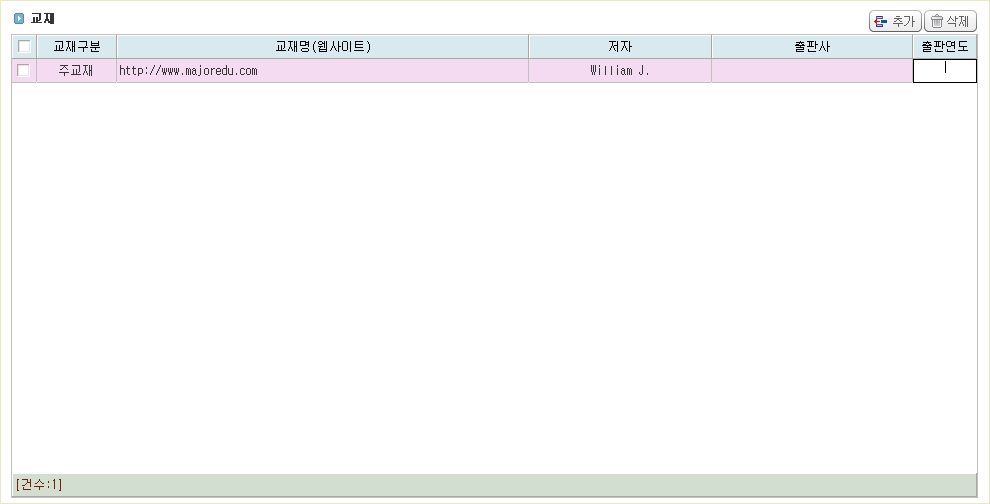 교재
추가 삭제
교재구분 교재명(웹사이트) 저자 출판사 출판연도
주교재 http://www.majoredu.com William J.
[건수:1]